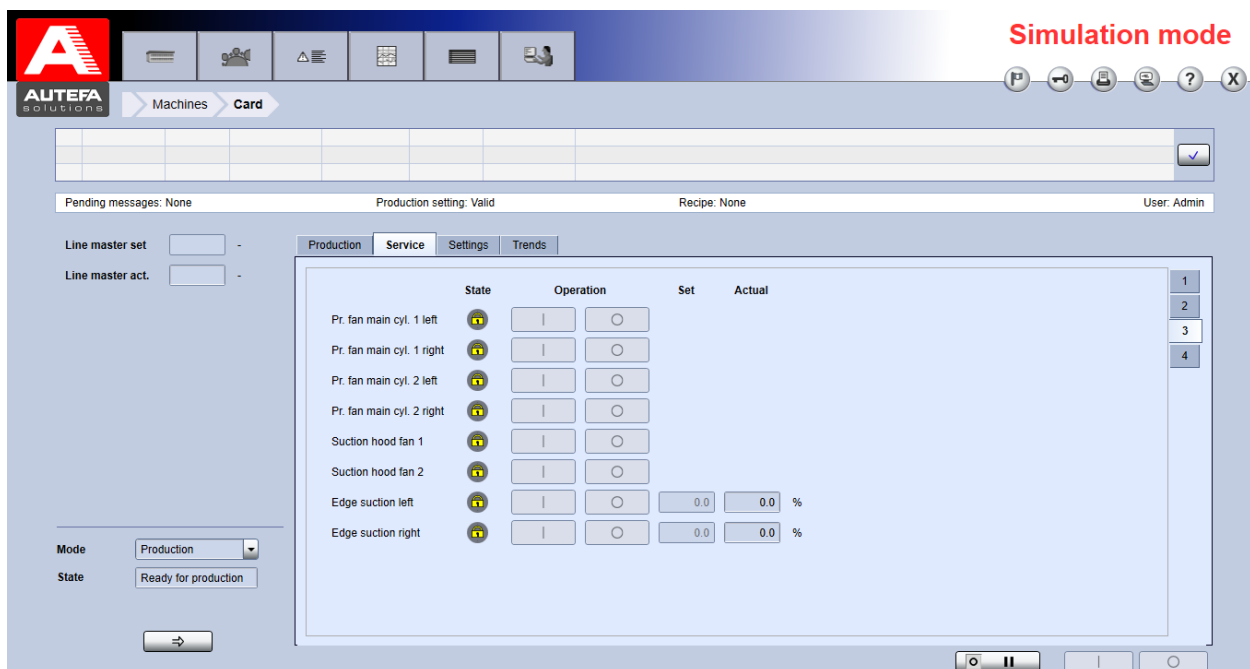 Simulation mode
AUTEFA
solutions
Machines Card
Pending messages: None Production setting: Valid Recipe: None User: Admin
Line master set -
Line master act. -
Production Service Settings Trends
State Operation Set Actual
Pr. fan main cyl. 1 left
Pr. fan main cyl. 1 right
Pr. fan main cyl. 2 left
Pr. fan main cyl. 2 right
Suction hood fan 1
Suction hood fan 2
Edge suction left 0.0 0.0 %
Edge suction right 0.0 0.0 %
1
2
3
4
Mode Production
State Ready for production